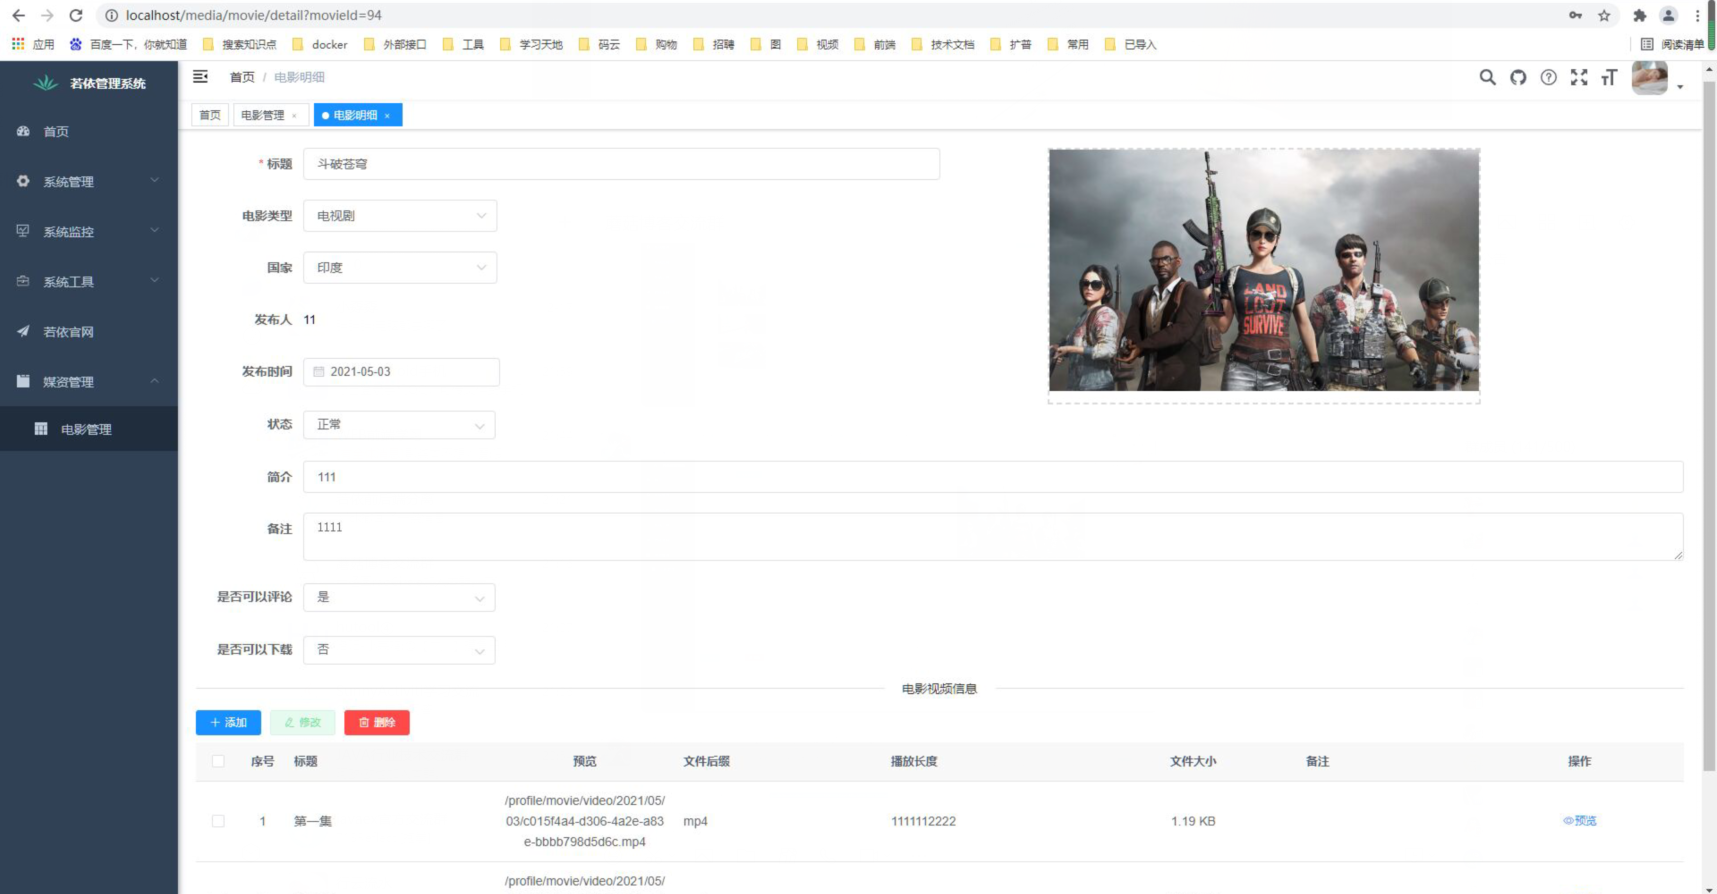 localhost/media/movie/detail?movieId=94
应用
百度一下，你就知道
搜索知识点
docker
外部接口
工具
学习天地
码云
购物
招聘
图
视频
前端
技术文档
扩普
常用
已导入
阅读清单
若依管理系统
首页 / 电影明细
首页
电影管理 ×
电影明细 ×
首页
系统管理
系统监控
系统工具
若依官网
媒资管理
电影管理
* 标题 斗破苍穹
电影类型 电视剧
国家 印度
发布人 11
发布时间 2021-05-03
状态 正常
简介 111
备注 1111
是否可以评论 是
是否可以下载 否
LAND
LOOT
SURVIVE
电影视频信息
+ 添加
修改
删除
序号 标题 预览 文件后缀 播放长度 文件大小 备注 操作
/profile/movie/video/2021/05/
1 第一集 03/c015f4a4-d306-4a2e-a83 mp4 1111112222 1.19 KB 预览
e-bbbb798d5d6c.mp4
/profile/movie/video/2021/05/